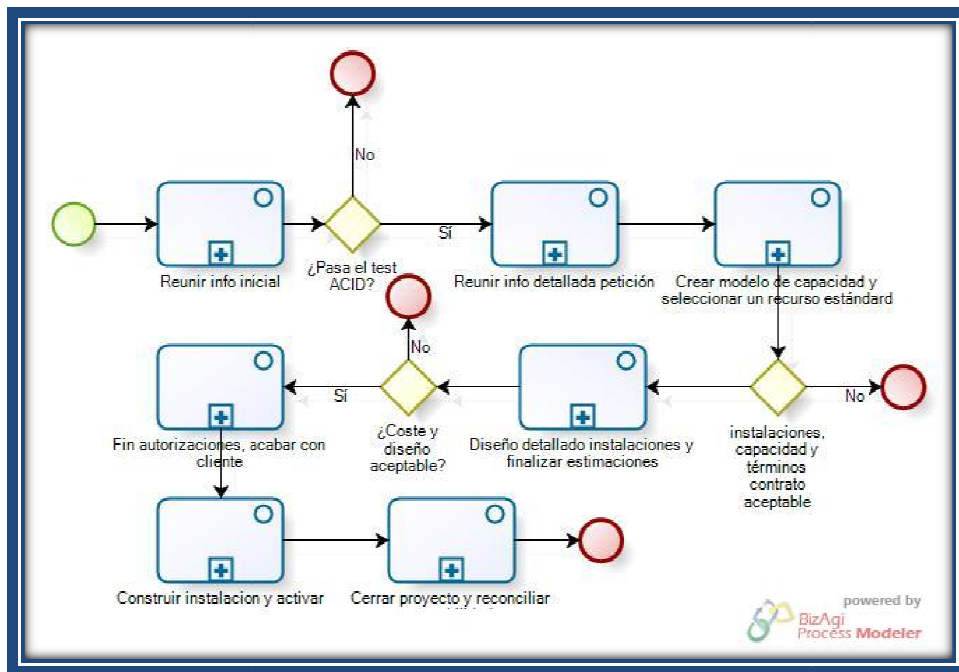 No
Sí
Reunir info inicial
¿Pasa el test
ACID?
Reunir info detallada petición
Crear modelo de capacidad y
seleccionar un recurso estándard
No
No
Sí
Fin autorizaciones, acabar con
cliente
¿Coste y
diseño
aceptable?
Diseño detallado instalaciones y
finalizar estimaciones
instalaciones,
capacidad y
términos
contrato
aceptable
Construir instalacion y activar
Cerrar proyecto y reconciliar
powered by
BizAgi
Process Modeler